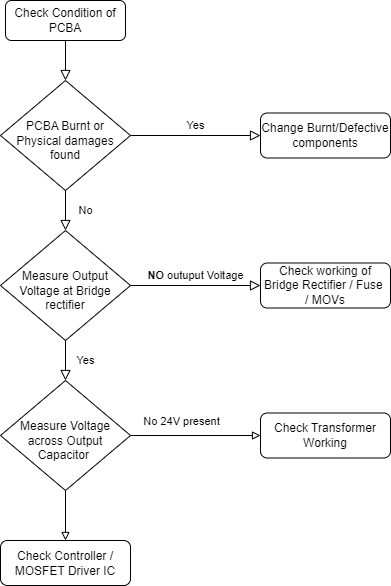 Check Condition of
PCBA
PCBA Burnt or
Physical damages
found
Yes
Change Burnt/Defective
components
No
Measure Output
Voltage at Bridge
rectifier
NO outuput Voltage
Check working of
Bridge Rectifier / Fuse
/ MOVs
Yes
Measure Voltage
across Output
Capacitor
No 24V present
Check Transformer
Working
Check Controller /
MOSFET Driver IC